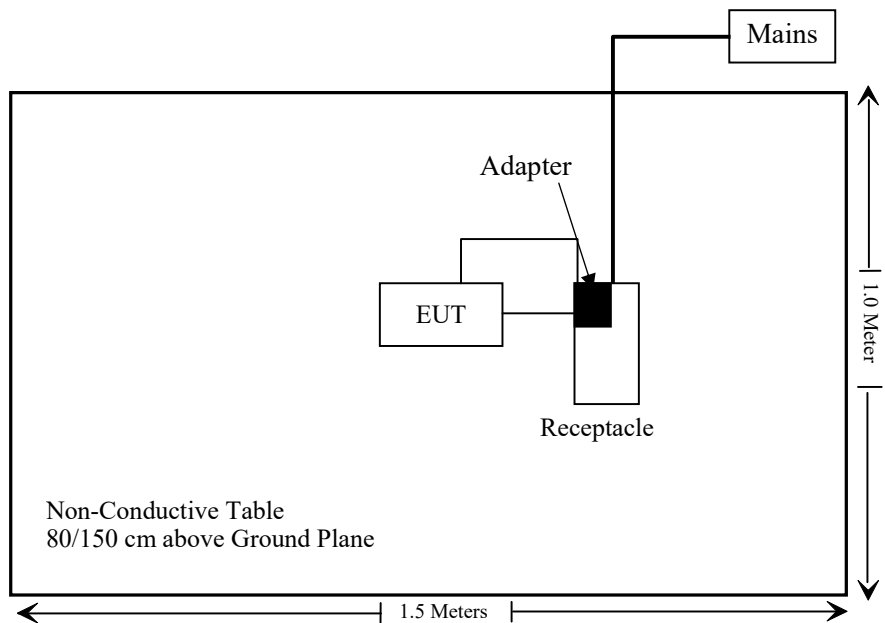 Mains
Adapter
EUT
1.0 Meter
Receptacle
Non-Conductive Table
80/150 cm above Ground Plane
1.5 Meters